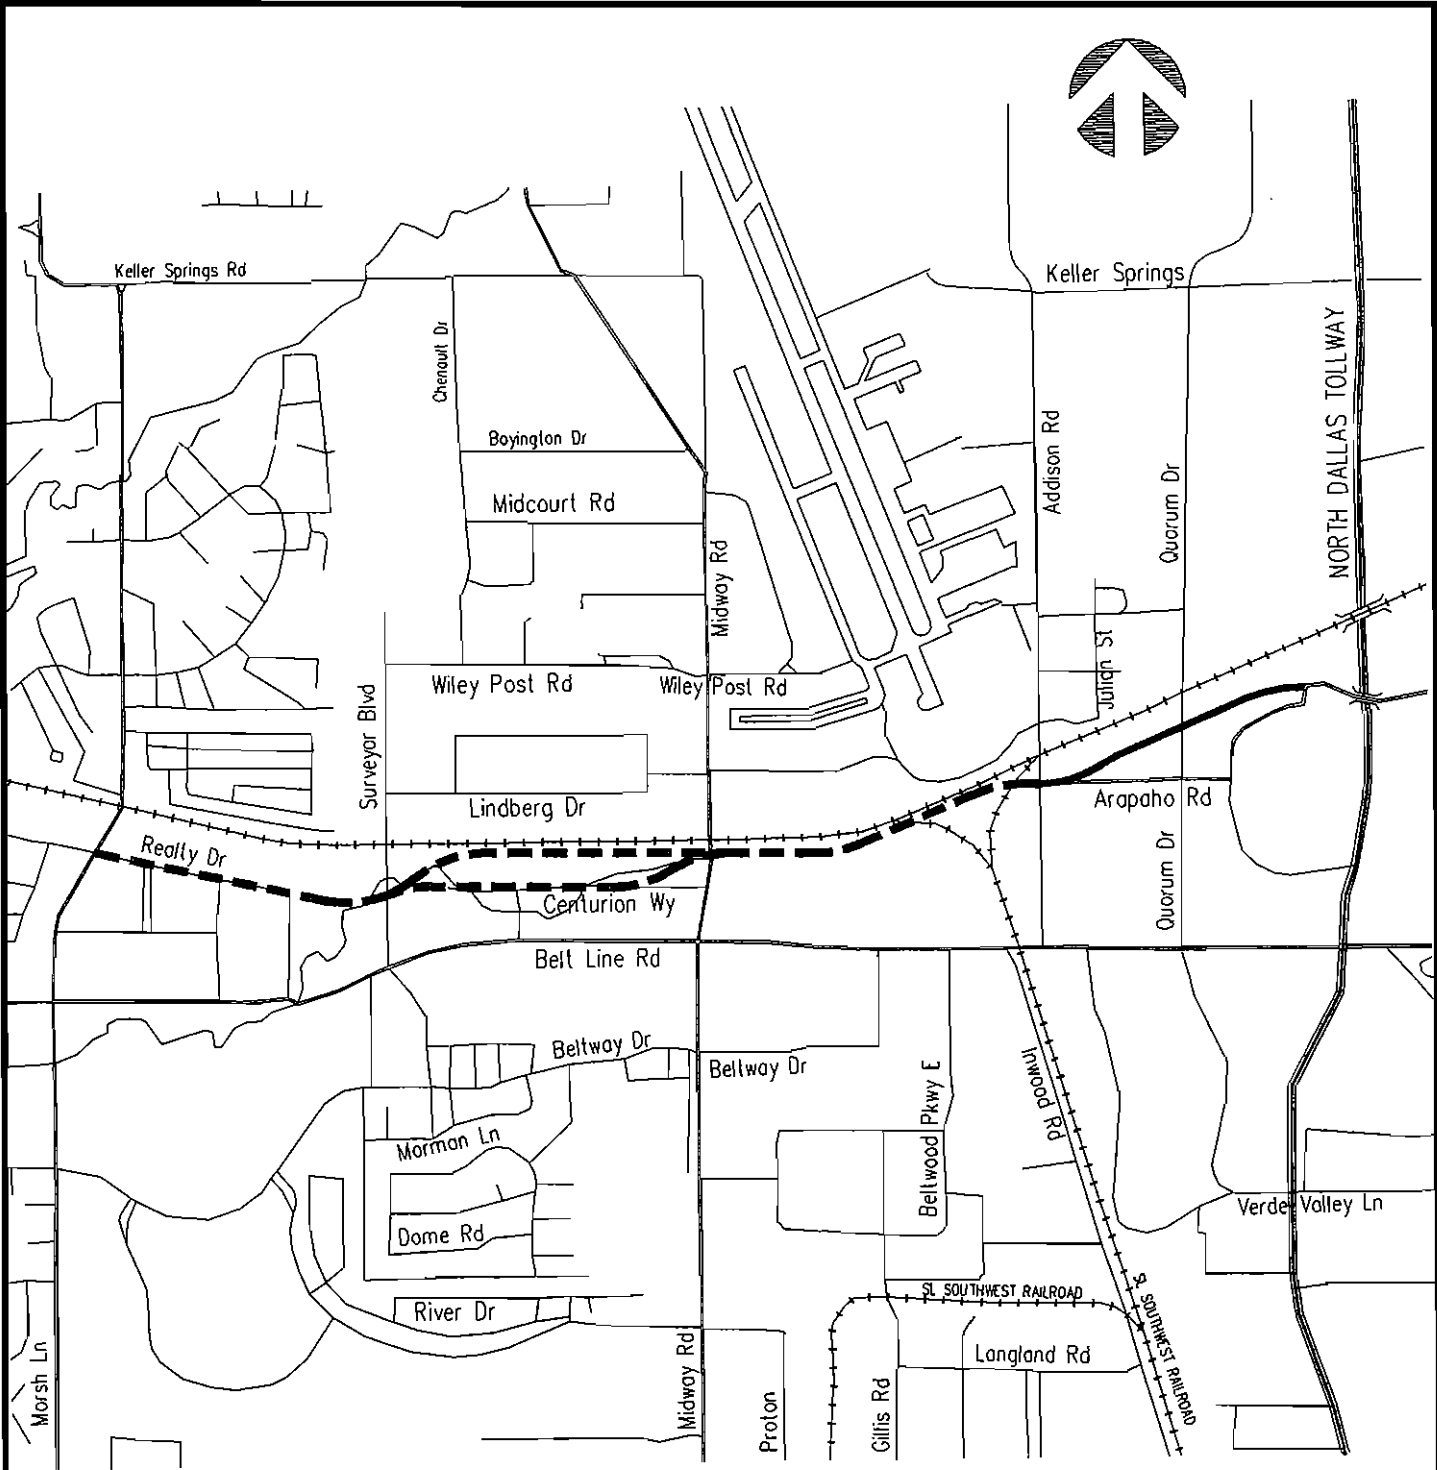 Keller Springs Rd
Keller Springs
Chenault Dr
NORTH DALLAS TOLLWAY
Boyington Dr
Addison Rd
Quorum Dr
Midcourt Rd
Midway Rd
Julian St
Wiley Post Rd
Wiley Post Rd
Surveyor Blvd
Lindberg Dr
Arapaho Rd
Realty Dr
Quorum Dr
Centurion Wy
Belt Line Rd
Beltway Dr
Beltway Dr
Inwood Rd
Beltwood Pkwy E
Morman Ln
Verde Valley Ln
Dome Rd
SL SOUTHWEST RAILROAD
SL SOUTHWEST RAILROAD
River Dr
Langland Rd
Marsh Ln
Midway Rd
Proton
Gillis Rd